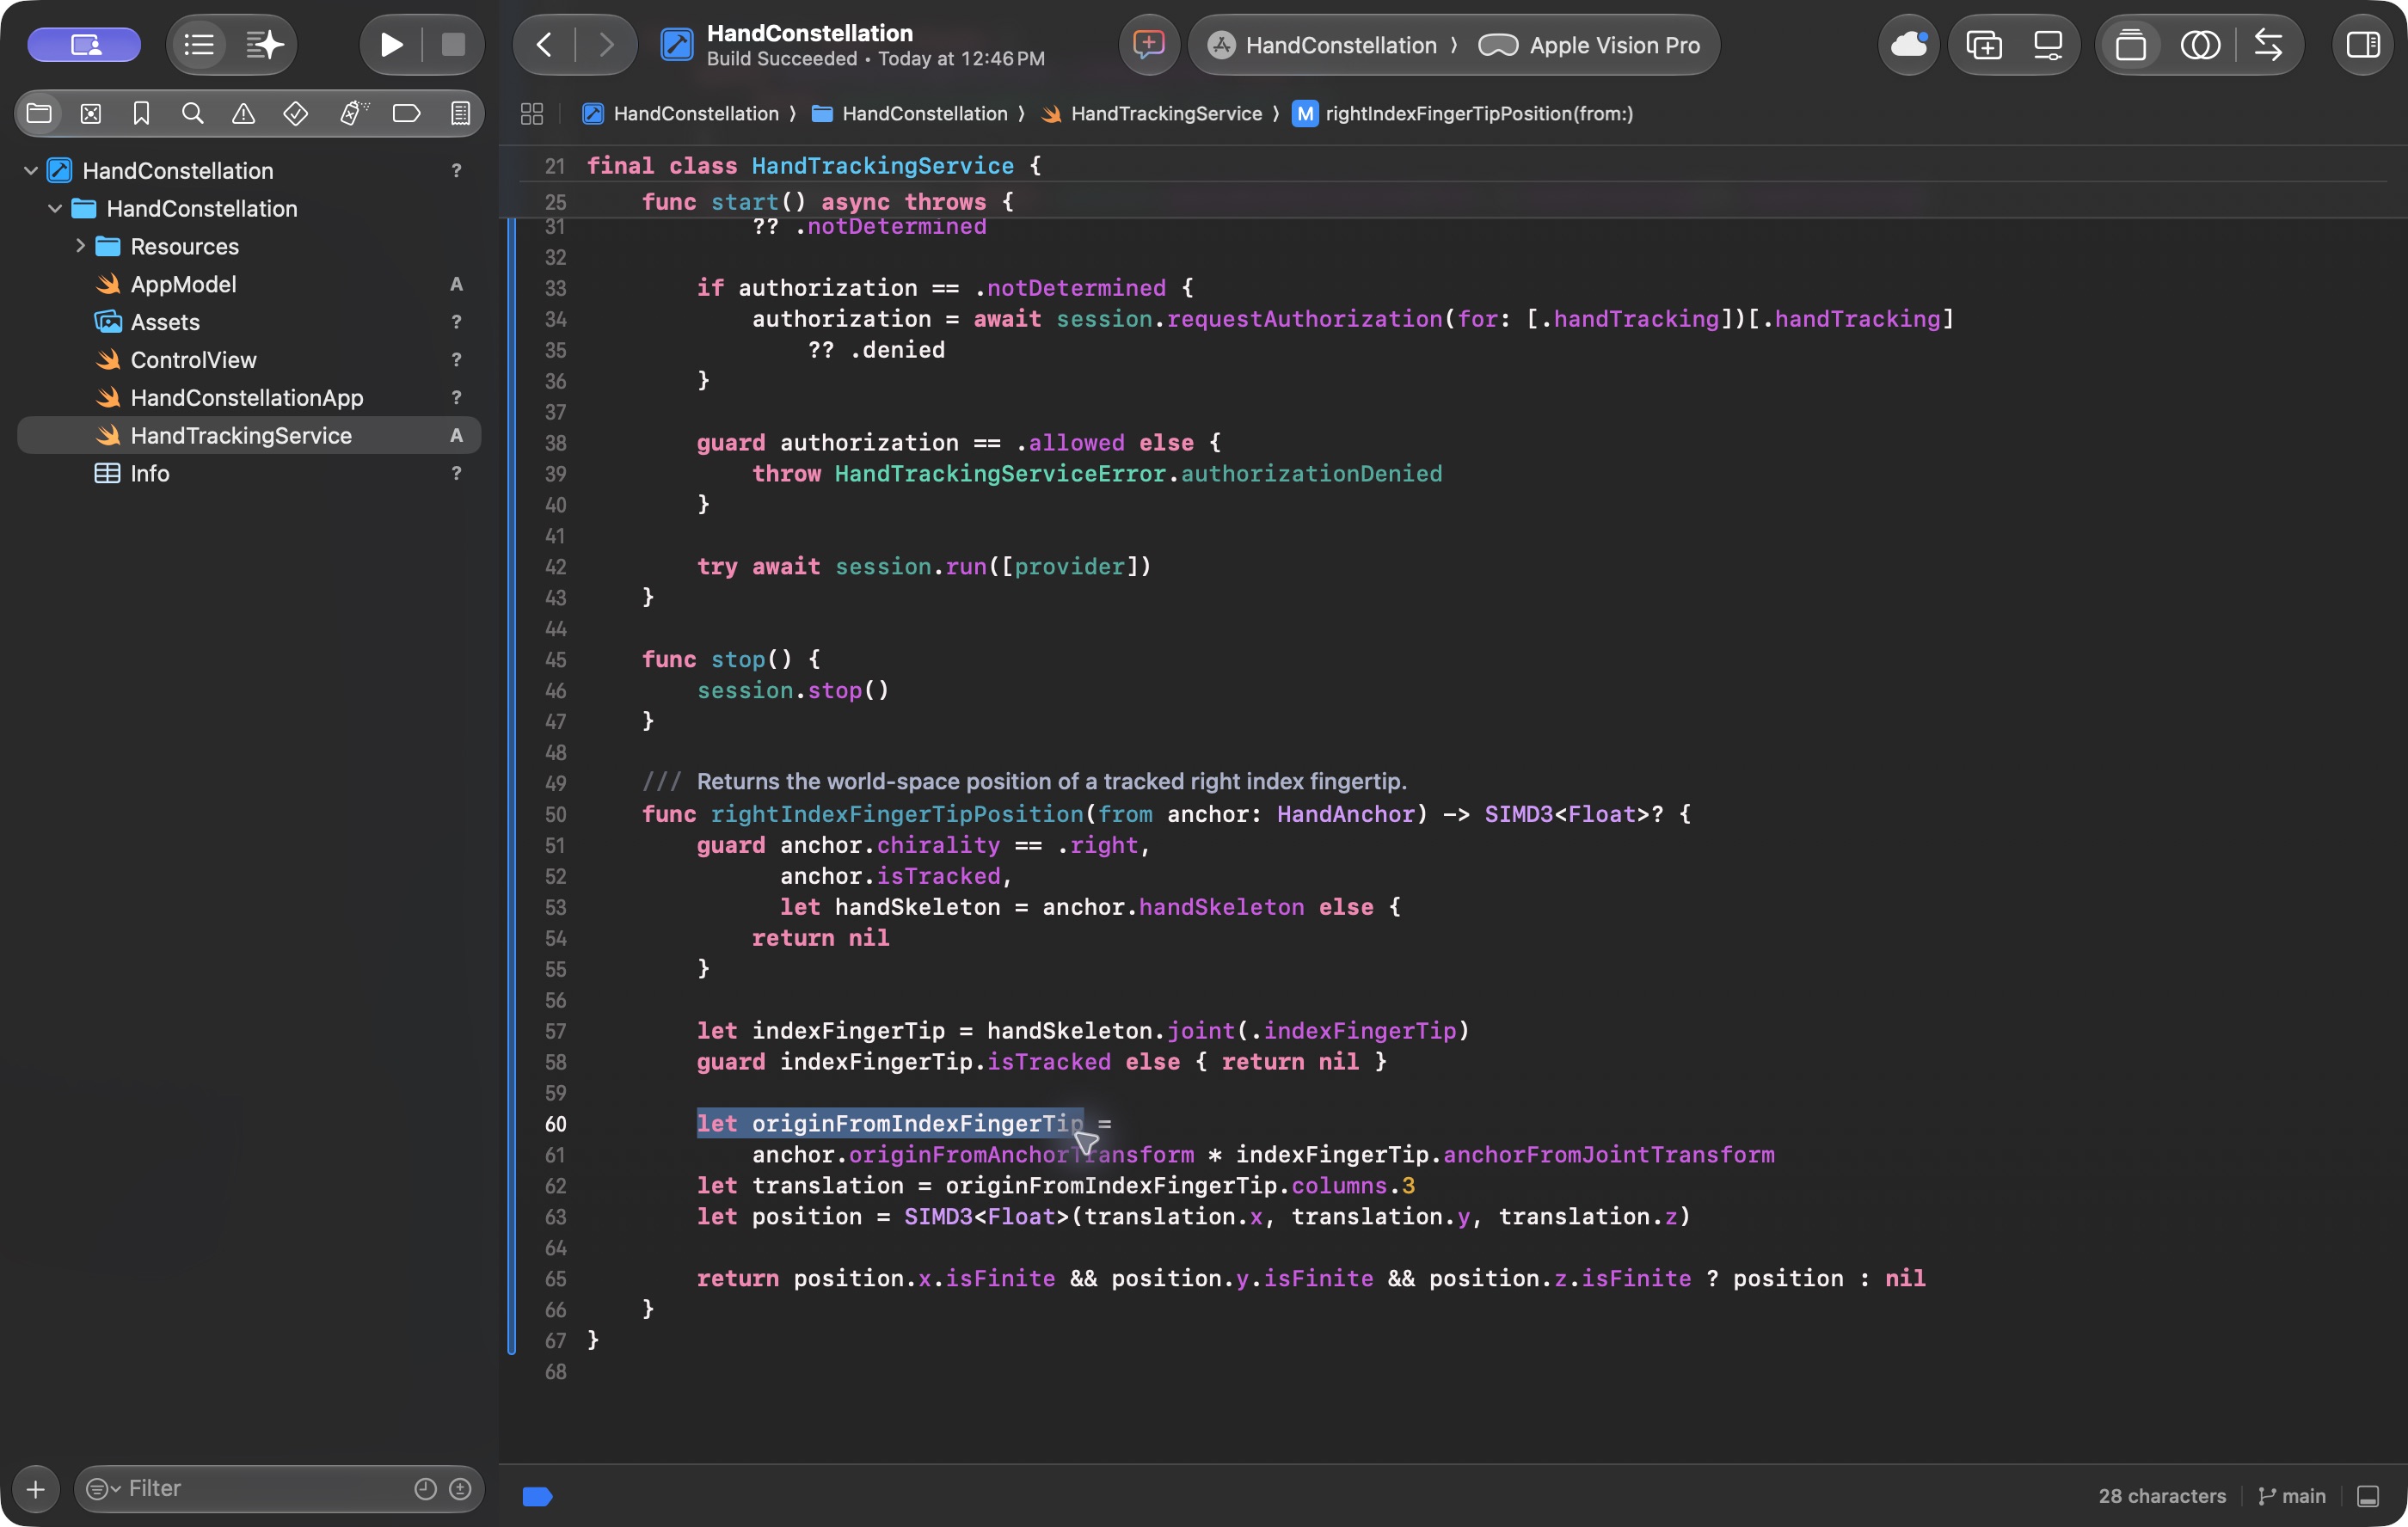 HandConstellation
Build Succeeded • Today at 12:46 PM
HandConstellation 〉 Apple Vision Pro
HandConstellation 〉 HandConstellation 〉 HandTrackingService 〉 M rightIndexFingerTipPosition(from:)
HandConstellation ?
HandConstellation
Resources
AppModel A
Assets ?
ControlView ?
HandConstellationApp ?
HandTrackingService A
Info ?
Filter
21 final class HandTrackingService {
25     func start() async throws {
31             ?? .notDetermined
32
33         if authorization == .notDetermined {
34             authorization = await session.requestAuthorization(for: [.handTracking])[.handTracking]
35                 ?? .denied
36         }
37
38         guard authorization == .allowed else {
39             throw HandTrackingServiceError.authorizationDenied
40         }
41
42         try await session.run([provider])
43     }
44
45     func stop() {
46         session.stop()
47     }
48
49     /// Returns the world-space position of a tracked right index fingertip.
50     func rightIndexFingerTipPosition(from anchor: HandAnchor) -> SIMD3<Float>? {
51         guard anchor.chirality == .right,
52               anchor.isTracked,
53               let handSkeleton = anchor.handSkeleton else {
54             return nil
55         }
56
57         let indexFingerTip = handSkeleton.joint(.indexFingerTip)
58         guard indexFingerTip.isTracked else { return nil }
59
60         let originFromIndexFingerTip =
61             anchor.originFromAnchorTransform * indexFingerTip.anchorFromJointTransform
62         let translation = originFromIndexFingerTip.columns.3
63         let position = SIMD3<Float>(translation.x, translation.y, translation.z)
64
65         return position.x.isFinite && position.y.isFinite && position.z.isFinite ? position : nil
66     }
67 }
68
28 characters
main